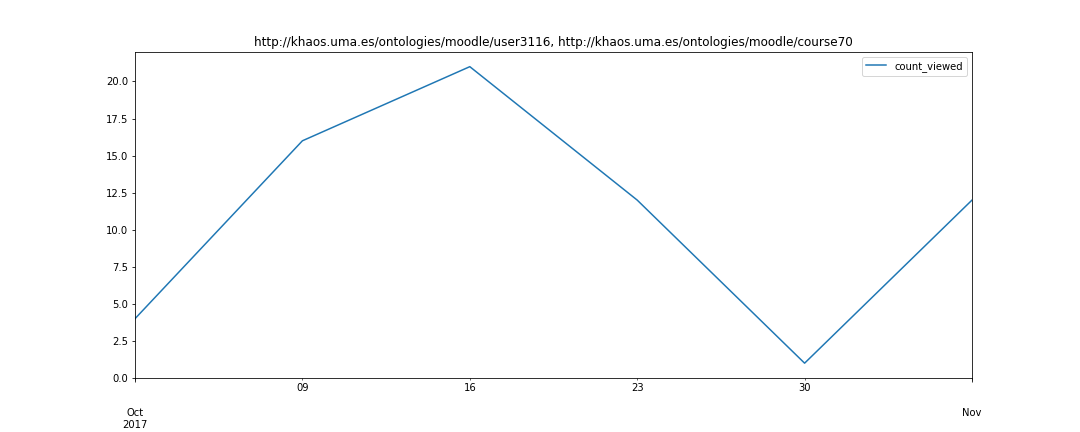 http://khaos.uma.es/ontologies/moodle/user3116, http://khaos.uma.es/ontologies/moodle/course70
count_viewed
20.0
17.5
15.0
12.5
10.0
7.5
5.0
2.5
0.0
09 16 23 30
Oct Nov
2017